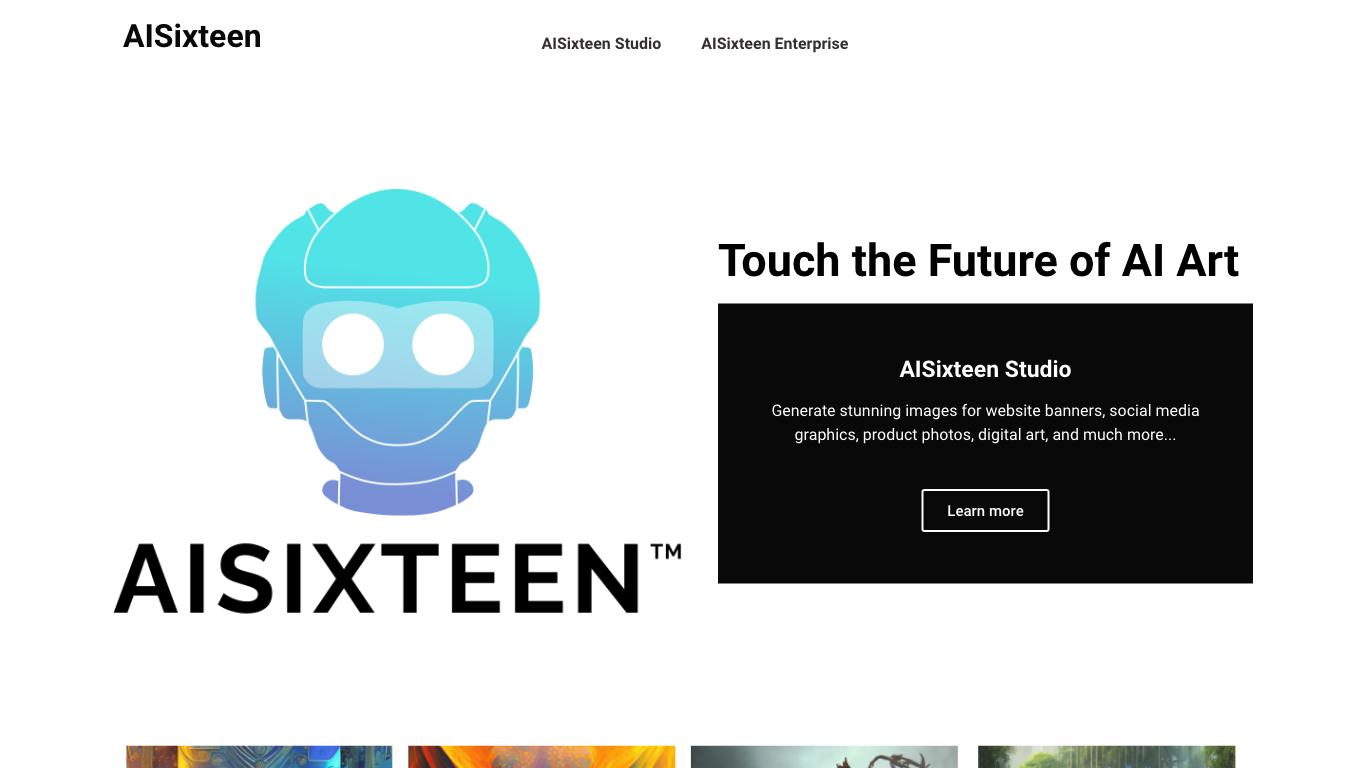 AISixteen
AISixteen Studio
AISixteen Enterprise
AISIXTEEN™
Touch the Future of AI Art
AISixteen Studio
Generate stunning images for website banners, social media
graphics, product photos, digital art, and much more...
Learn more